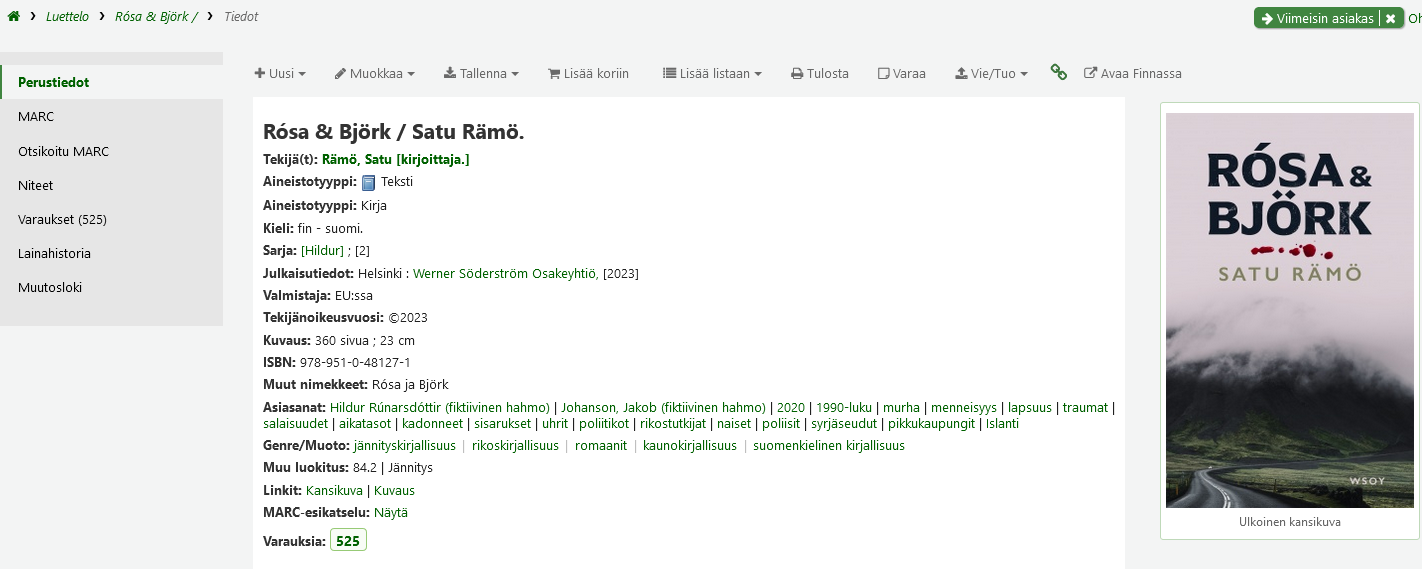 Luettelo Rósa & Björk / Tiedot
Viimeisin asiakas
Oh
Perustiedot
MARC
Otsikoitu MARC
Niteet
Varaukset (525)
Lainahistoria
Muutosloki
Uusi Muokkaa Tallenna Lisää koriin Lisää listaan Tulosta Varaa Vie/Tuo Avaa Finnassa
Rósa & Björk / Satu Rämö.
Tekijä(t): Rämö, Satu [kirjoittaja.]
Aineistotyyppi: Teksti
Aineistotyyppi: Kirja
Kieli: fin - suomi.
Sarja: [Hildur] ; [2]
Julkaisutiedot: Helsinki : Werner Söderström Osakeyhtiö, [2023]
Valmistaja: EU:ssa
Tekijänoikeusvuosi: ©2023
Kuvaus: 360 sivua ; 23 cm
ISBN: 978-951-0-48127-1
Muut nimekkeet: Rósa ja Björk
Asiasanat: Hildur Rúnarsdóttir (fiktiivinen hahmo) | Johanson, Jakob (fiktiivinen hahmo) | 2020 | 1990-luku | murha | menneisyys | lapsuus | traumat |
salaisuudet | aikatasot | kadonneet | sisarukset | uhrit | poliitikot | rikostutkijat | naiset | poliisit | syrjäseudut | pikkukaupungit | Islanti
Genre/Muoto: jännityskirjallisuus | rikoskirjallisuus | romaanit | kaunokirjallisuus | suomenkielinen kirjallisuus
Muu luokitus: 84.2 | Jännitys
Linkit: Kansikuva | Kuvaus
MARC-esikatselu: Näytä
Varauksia: 525
RÓSA &
BJÖRK
SATU RÄMÖ
WSOY
Ulkoinen kansikuva